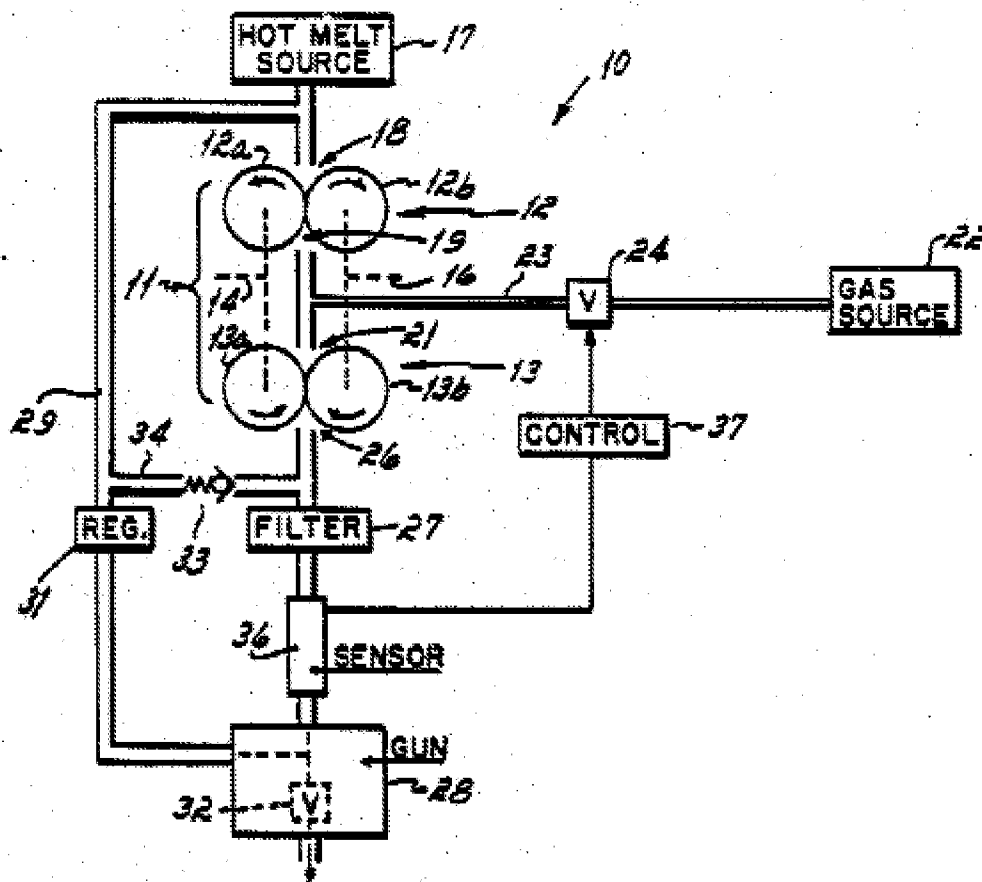 HOT MELT
SOURCE
17
10
12a
18
12b
12
19
11
14
16
23
24
22
V
GAS
SOURCE
13a
21
13
13b
29
26
CONTROL
37
34
REG.
33
FILTER
27
31
36
SENSOR
GUN
28
32
V